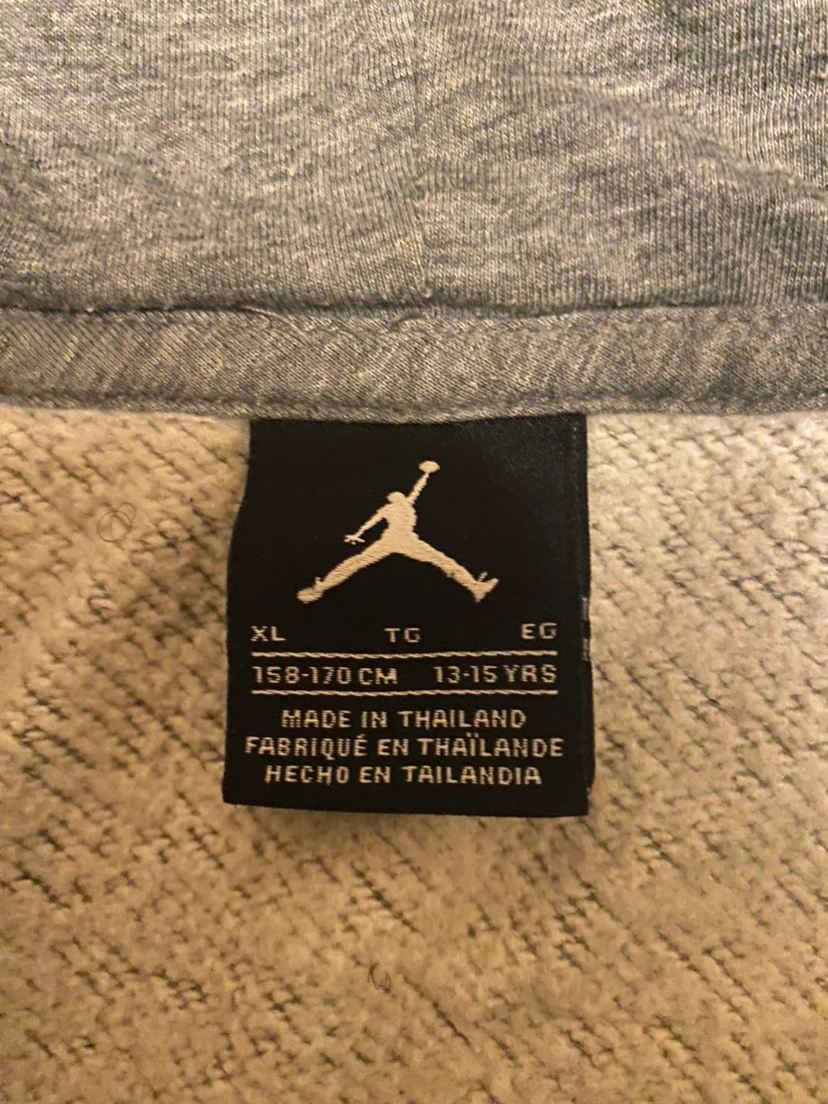 XL TG EG
158-170 CM 13-15 YRS
MADE IN THAILAND
FABRIQUÉ EN THAÏLANDE
HECHO EN TAILANDIA